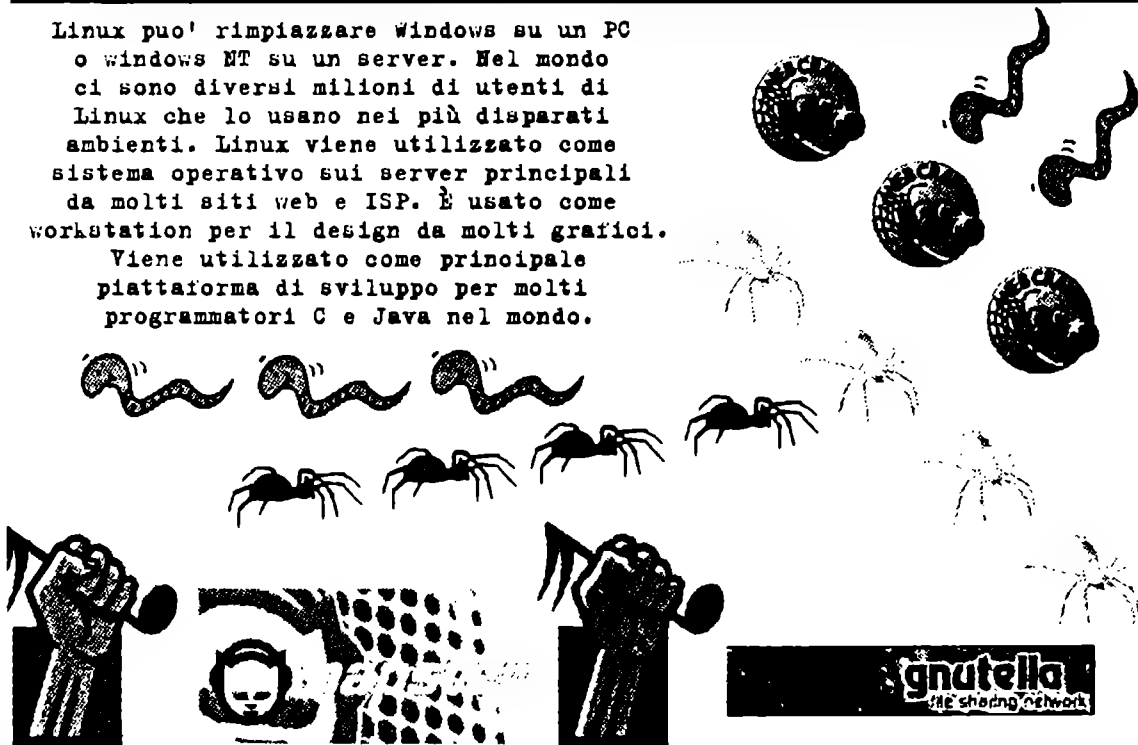 Linux puo' rimpiazzare Windows su un PC
o windows NT su un server. Nel mondo
ci sono diversi milioni di utenti di
Linux che lo usano nei più disparati
ambienti. Linux viene utilizzato come
sistema operativo sui server principali
da molti siti web e ISP. È usato come
workstation per il design da molti grafici.
Viene utilizzato come principale
piattaforma di sviluppo per molti
programmatori C e Java nel mondo.
napster
gnutella
file sharing network